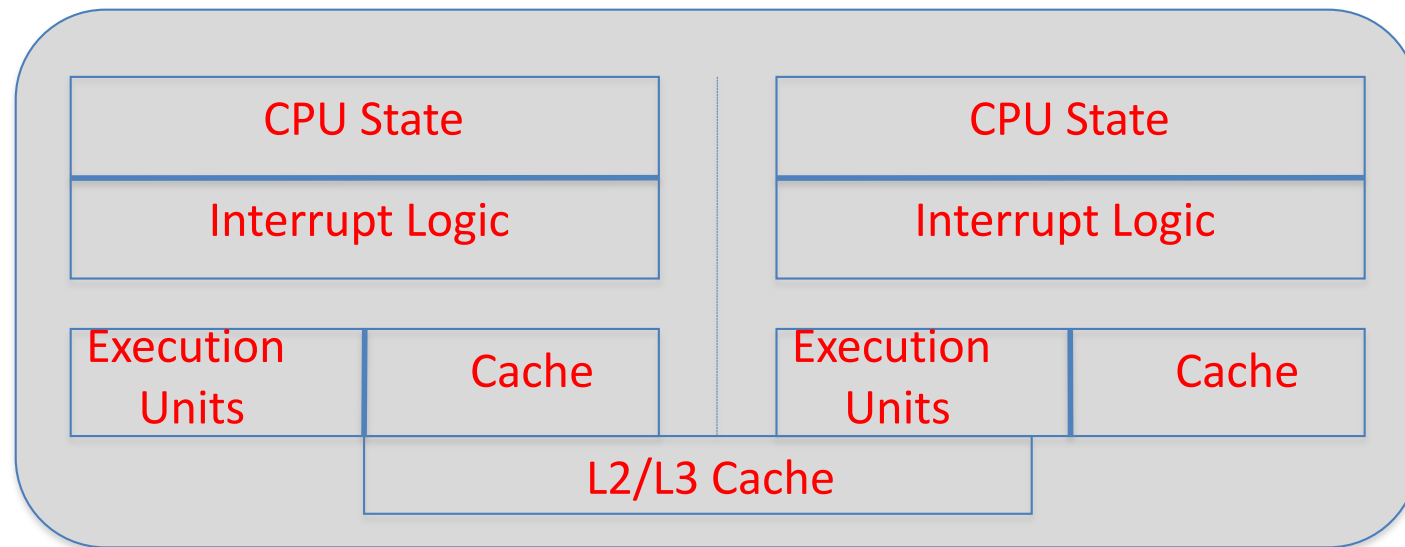 CPU State
Interrupt Logic
Execution
Units
Cache
CPU State
Interrupt Logic
Execution
Units
Cache
L2/L3 Cache